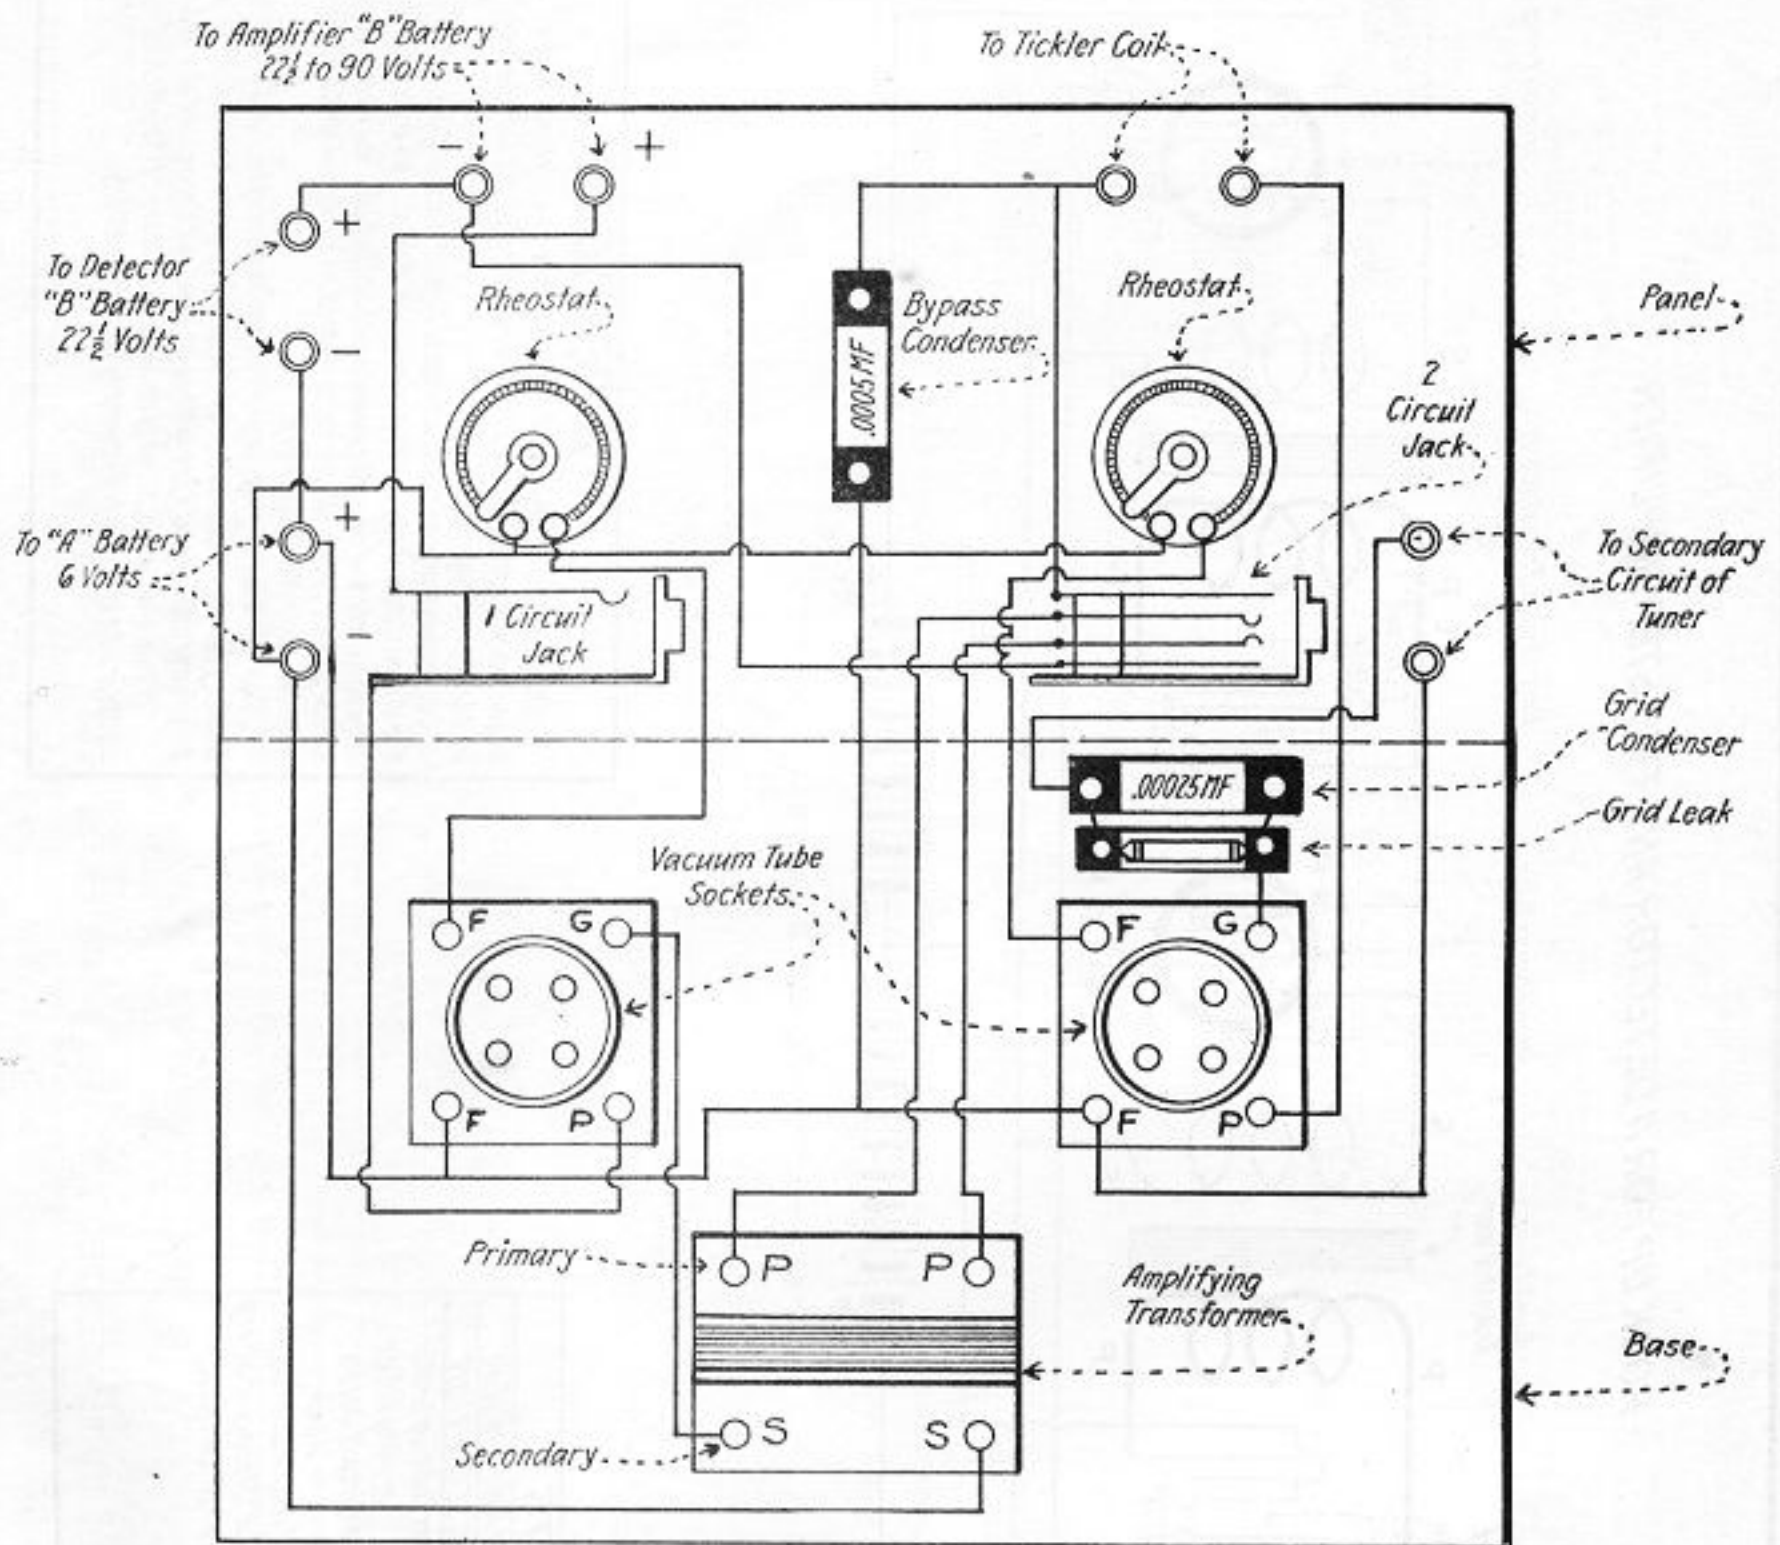 To Amplifier "B" Battery
22½ to 90 Volts
To Tickler Coil
-
+
+
To Detector
"B" Battery
22½ Volts
-
Rheostat
Bypass
Condenser
.0005 MF
Rheostat
Panel
2
Circuit
Jack
+
To "A" Battery
6 Volts
-
1 Circuit
Jack
To Secondary
Circuit of
Tuner
Grid
Condenser
.00025 MF
Grid Leak
Vacuum Tube
Sockets
F G
F G
F P
F P
Primary
P P
Amplifying
Transformer
Base
Secondary
S S